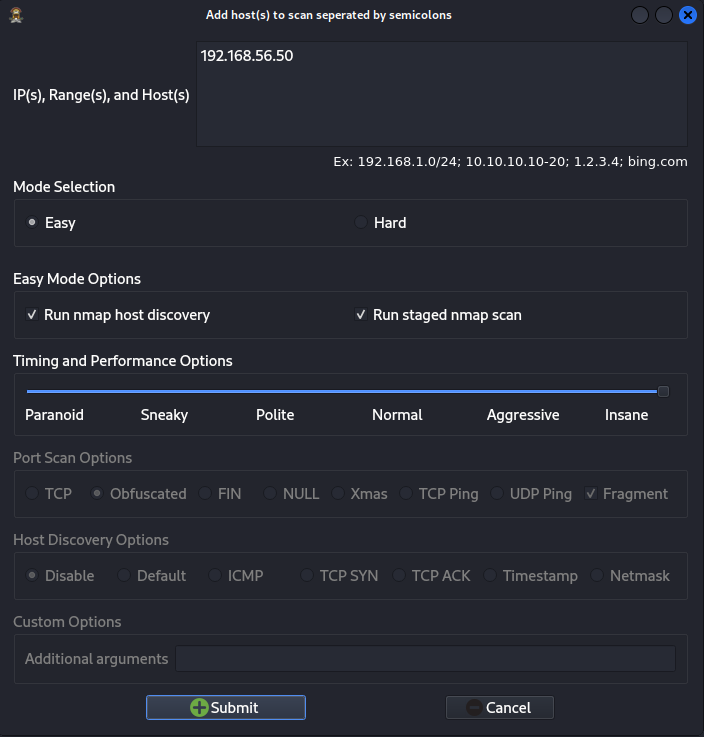 Add host(s) to scan seperated by semicolons
192.168.56.50
IP(s), Range(s), and Host(s)
Ex: 192.168.1.0/24; 10.10.10.10-20; 1.2.3.4; bing.com
Mode Selection
Easy Hard
Easy Mode Options
Run nmap host discovery Run staged nmap scan
Timing and Performance Options
Paranoid Sneaky Polite Normal Aggressive Insane
Port Scan Options
TCP Obfuscated FIN NULL Xmas TCP Ping UDP Ping Fragment
Host Discovery Options
Disable Default ICMP TCP SYN TCP ACK Timestamp Netmask
Custom Options
Additional arguments
Submit Cancel